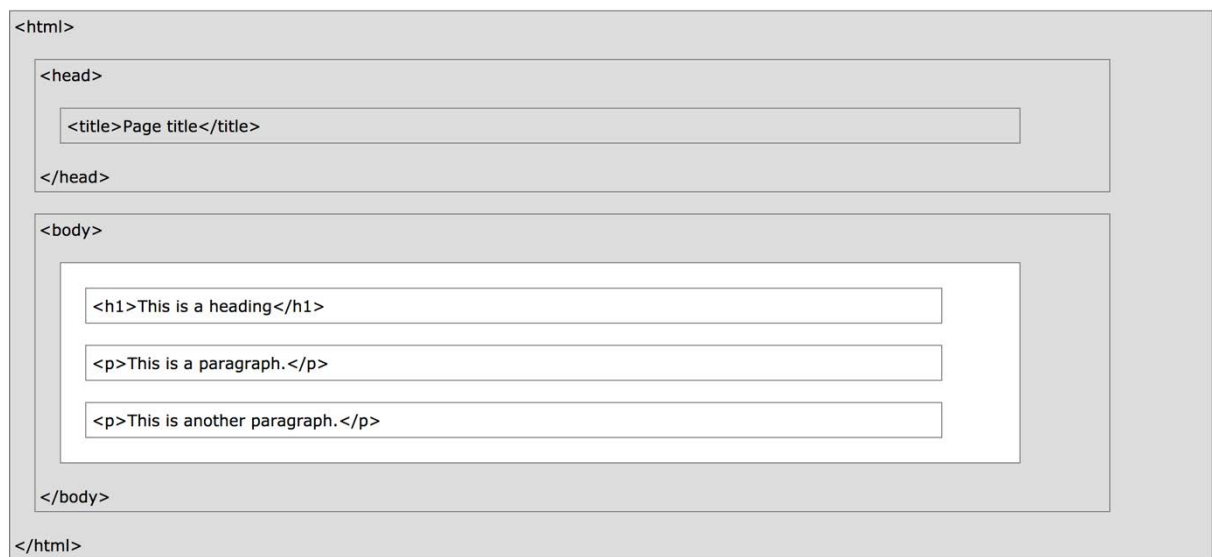 <html>
<head>
<title>Page title</title>
</head>
<body>
<h1>This is a heading</h1>
<p>This is a paragraph.</p>
<p>This is another paragraph.</p>
</body>
</html>